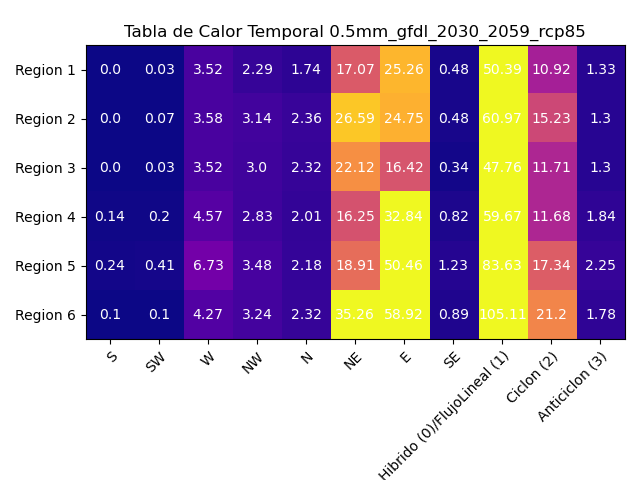 Tabla de Calor Temporal 0.5mm_gfdl_2030_2059_rcp85
Region 1 0.0 0.03 3.52 2.29 1.74 17.07 25.26 0.48 50.39 10.92 1.33
Region 2 0.0 0.07 3.58 3.14 2.36 26.59 24.75 0.48 60.97 15.23 1.3
Region 3 0.0 0.03 3.52 3.0 2.32 22.12 16.42 0.34 47.76 11.71 1.3
Region 4 0.14 0.2 4.57 2.83 2.01 16.25 32.84 0.82 59.67 11.68 1.84
Region 5 0.24 0.41 6.73 3.48 2.18 18.91 50.46 1.23 83.63 17.34 2.25
Region 6 0.1 0.1 4.27 3.24 2.32 35.26 58.92 0.89 105.11 21.2 1.78
S SW W NW N NE E SE Hibrido (0)/FlujoLineal (1) Ciclon (2) Anticiclon (3)